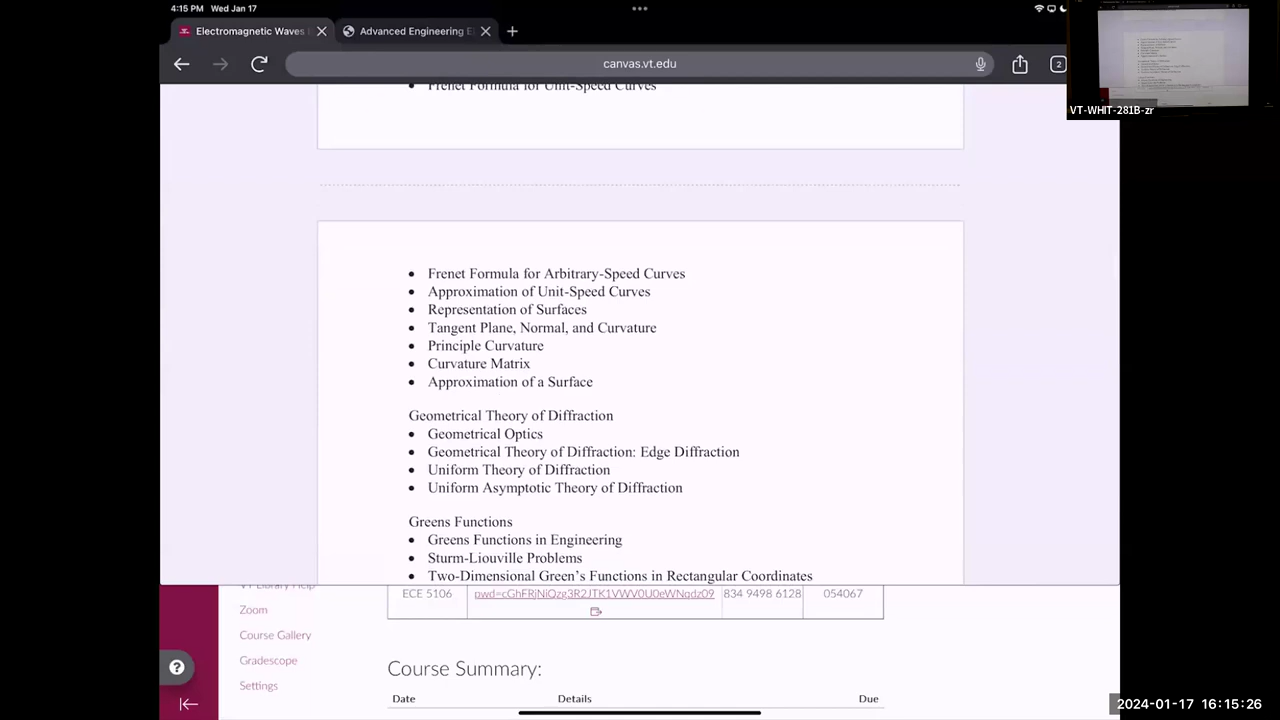 4:15 PM Wed Jan 17
Electromagnetic Waves
Advanced Engineering E
canvas.vt.edu
2
VT-WHIT-281B-zr
Formula for Unit-Speed Curves
• Frenet Formula for Arbitrary-Speed Curves
• Approximation of Unit-Speed Curves
• Representation of Surfaces
• Tangent Plane, Normal, and Curvature
• Principle Curvature
• Curvature Matrix
• Approximation of a Surface
Geometrical Theory of Diffraction
• Geometrical Optics
• Geometrical Theory of Diffraction: Edge Diffraction
• Uniform Theory of Diffraction
• Uniform Asymptotic Theory of Diffraction
Greens Functions
• Greens Functions in Engineering
• Sturm-Liouville Problems
• Two-Dimensional Green's Functions in Rectangular Coordinates
VT Library Help
ECE 5106 pwd=cGhFRjNiQzg3R2JTK1VWV0U0eWNqdz09 834 9498 6128 054067
Zoom
Course Gallery
Gradescope
Settings
?
Course Summary:
Date Details Due
2024-01-17 16:15:26